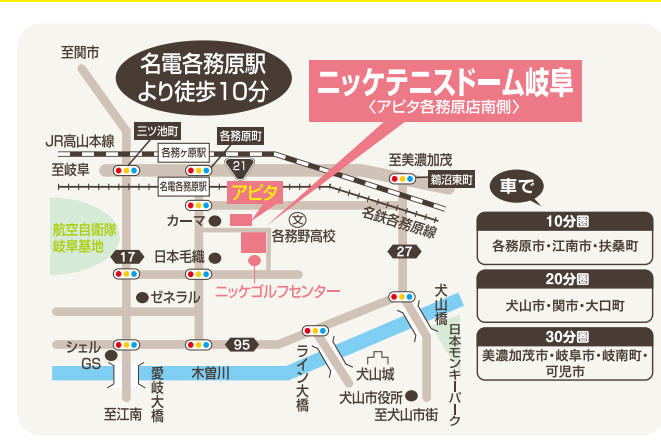 至関市
名電各務原駅
より徒歩10分
ニッケテニスドーム岐阜
〈アピタ各務原店南側〉
JR高山本線
三ツ池町
各務原町
各務ヶ原駅
21
至岐阜
名電各務原駅
アピタ
至美濃加茂
鵜沼東町
車で
名鉄各務原線
カーマ
文
各務野高校
航空自衛隊
岐阜基地
17
日本毛織
27
ニッケゴルフセンター
ゼネラル
10分圏
各務原市・江南市・扶桑町
20分圏
犬山市・関市・大口町
30分圏
美濃加茂市・岐阜市・岐南町・
可児市
犬山橋
日本モンキーパーク
95
シェル
GS
愛岐大橋
木曽川
ライン大橋
犬山城
犬山市役所
至江南
至犬山市街